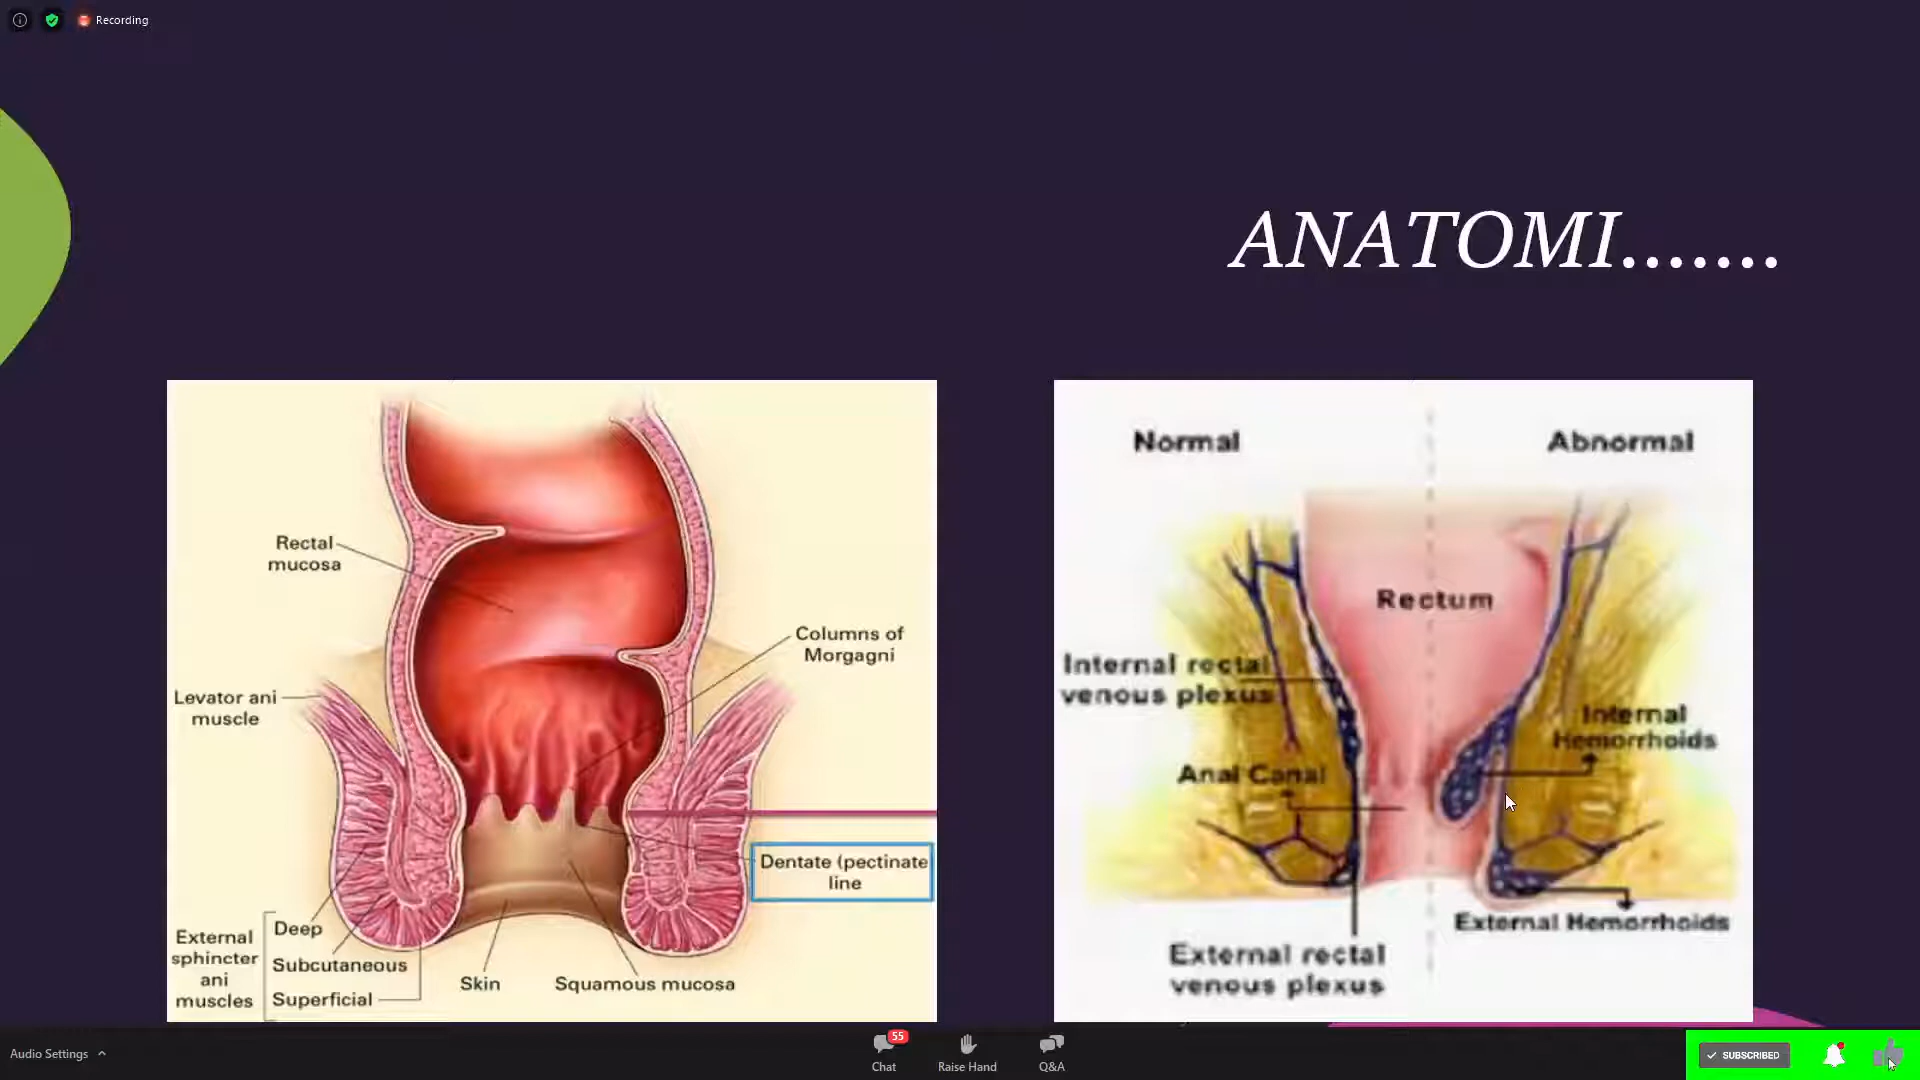 Recording
ANATOMI.......
Rectal
mucosa
Columns of
Morgagni
Levator ani
muscle
Dentate (pectinate
line
External
sphincter
ani
muscles
Deep
Subcutaneous
Superficial
Skin
Squamous mucosa
Normal
Abnormal
Rectum
Internal rectal
venous plexus
Internal
Hemorrhoids
Anal Canal
External Hemorrhoids
External rectal
venous plexus
Audio Settings
55
Chat
Raise Hand
Q&A
SUBSCRIBED